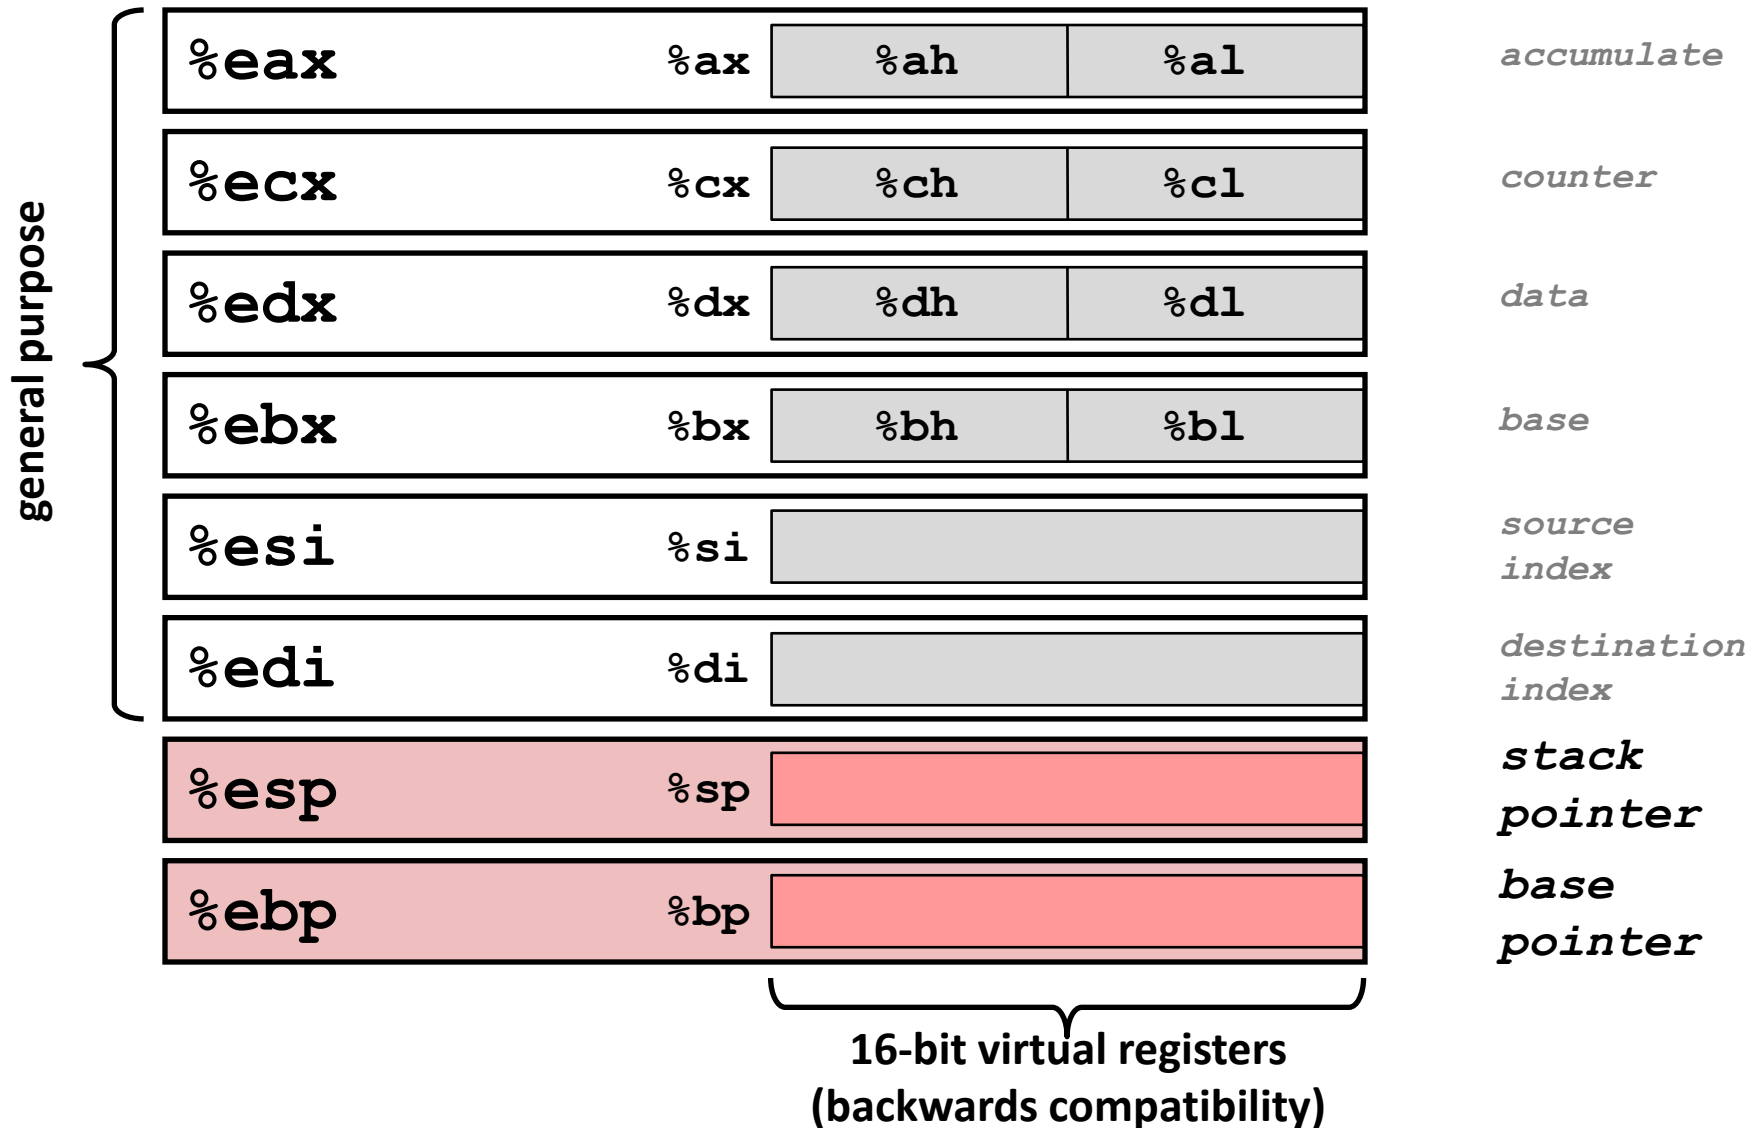 general purpose
%eax %ax %ah %al accumulate
%ecx %cx %ch %cl counter
%edx %dx %dh %dl data
%ebx %bx %bh %bl base
%esi %si source
index
%edi %di destination
index
%esp %sp stack
pointer
%ebp %bp base
pointer
16-bit virtual registers
(backwards compatibility)